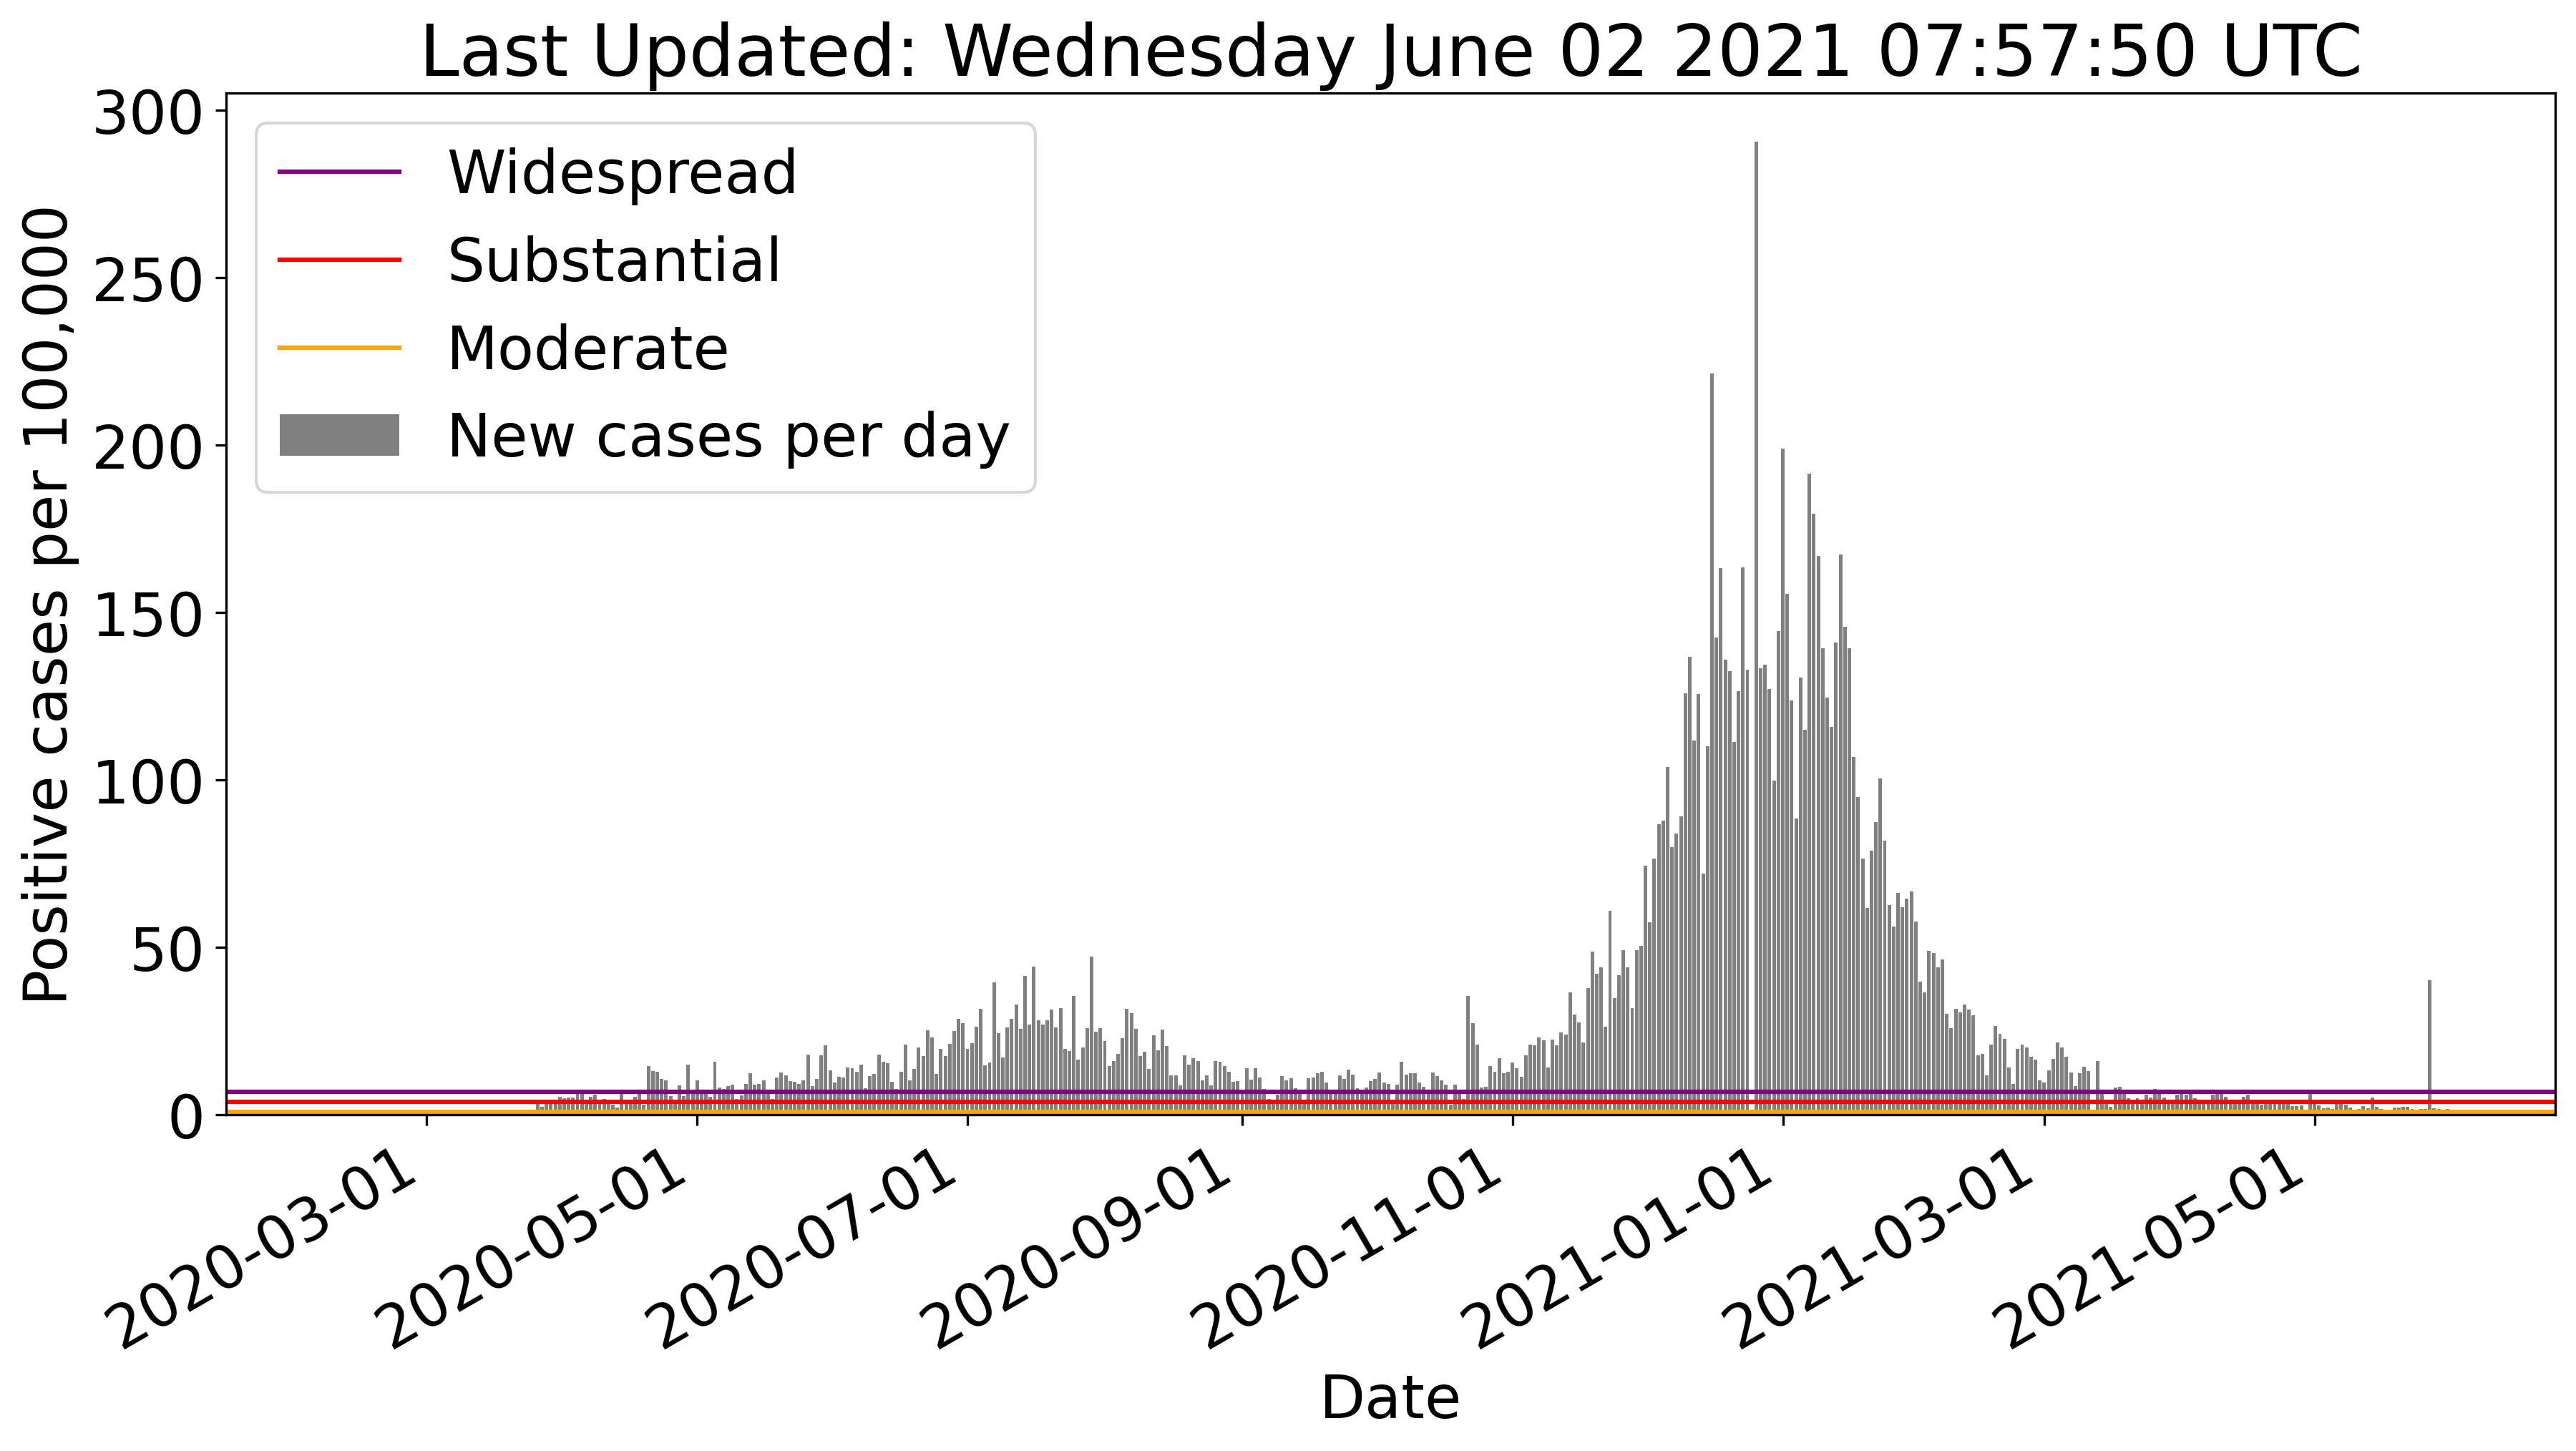 Last Updated: Wednesday June 02 2021 07:57:50 UTC
300
250
200
150
100
50
0
Positive cases per 100,000
Widespread
Substantial
Moderate
New cases per day
2020-03-01
2020-05-01
2020-07-01
2020-09-01
2020-11-01
2021-01-01
2021-03-01
2021-05-01
Date